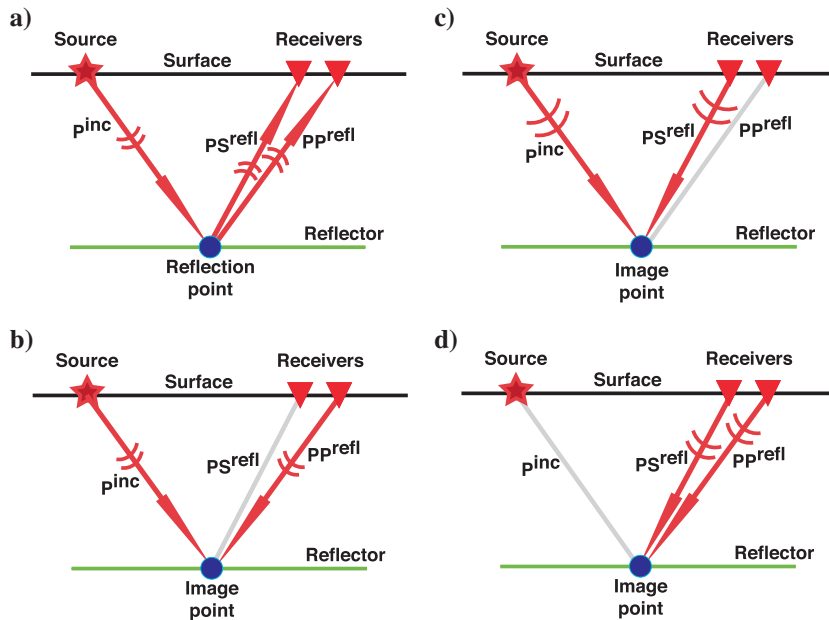 a)
Source
Surface
Receivers
P^inc
PS^refl
PP^refl
Reflector
Reflection
point
b)
Source
Surface
Receivers
P^inc
PS^refl
PP^refl
Reflector
Image
point
c)
Source
Surface
Receivers
P^inc
PS^refl
PP^refl
Reflector
Image
point
d)
Source
Surface
Receivers
P^inc
PS^refl
PP^refl
Reflector
Image
point